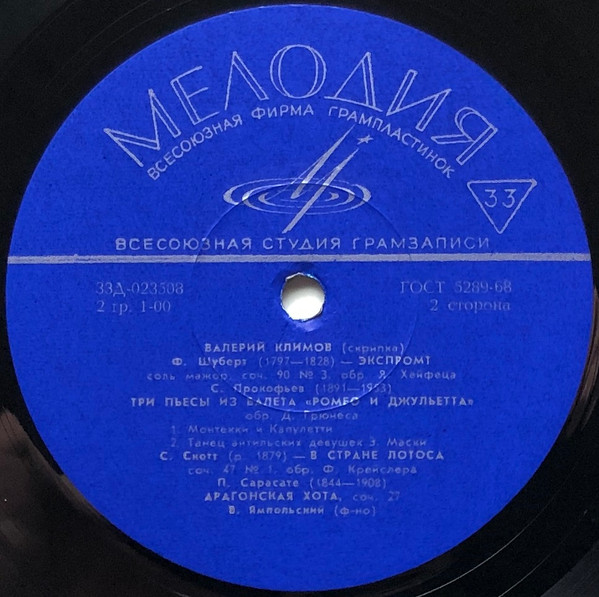 МЕЛОДИЯ
ВСЕСОЮЗНАЯ ФИРМА ГРАМПЛАСТИНОК
33
ВСЕСОЮЗНАЯ СТУДИЯ ГРАМЗАПИСИ
33Д-023508 ГОСТ 5289-68
2 гр. 1-00 2 сторона
ВАЛЕРИЙ КЛИМОВ (скрипка)
Ф. Шуберт (1797—1828) — ЭКСПРОМТ
соль мажор, соч. 90 № 3, обр. Я. Хейфеца
С. Прокофьев (1891—1953)
ТРИ ПЬЕСЫ ИЗ БАЛЕТА «РОМЕО И ДЖУЛЬЕТТА»
обр. Д. Грюнеса
1. Монтекки и Капулетти
2. Танец антильских девушек 3. Маски
С. Скотт (р. 1879) — В СТРАНЕ ЛОТОСА
соч. 47 № 1, обр. Ф. Крейслера
П. Сарасате (1844—1908)
АРАГОНСКАЯ ХОТА, соч. 27
В. Ямпольский (ф-но)